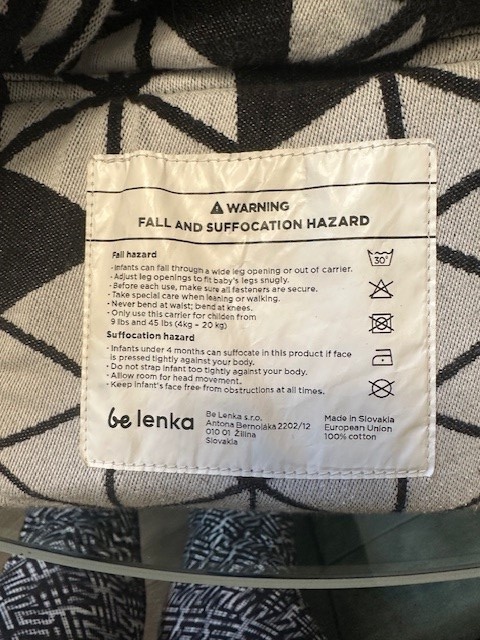 WARNING
FALL AND SUFFOCATION HAZARD
Fall hazard
• Infants can fall through a wide leg opening or out of carrier.
• Adjust leg openings to fit baby's legs snugly.
• Before each use, make sure all fasteners are secure.
• Take special care when leaning or walking.
• Never bend at waist; bend at knees.
• Only use this carrier for childen from
9 lbs and 45 lbs (4kg - 20 kg)
Suffocation hazard
• Infants under 4 months can suffocate in this product if face
is pressed tightly against your body.
• Do not strap infant too tightly against your body.
• Allow room for head movement.
• Keep infant's face free from obstructions at all times.
30°
be lenka
Be Lenka s.r.o.
Antona Bernoláka 2202/12
010 01 Žilina
Slovakia
Made in Slovakia
European Union
100% cotton